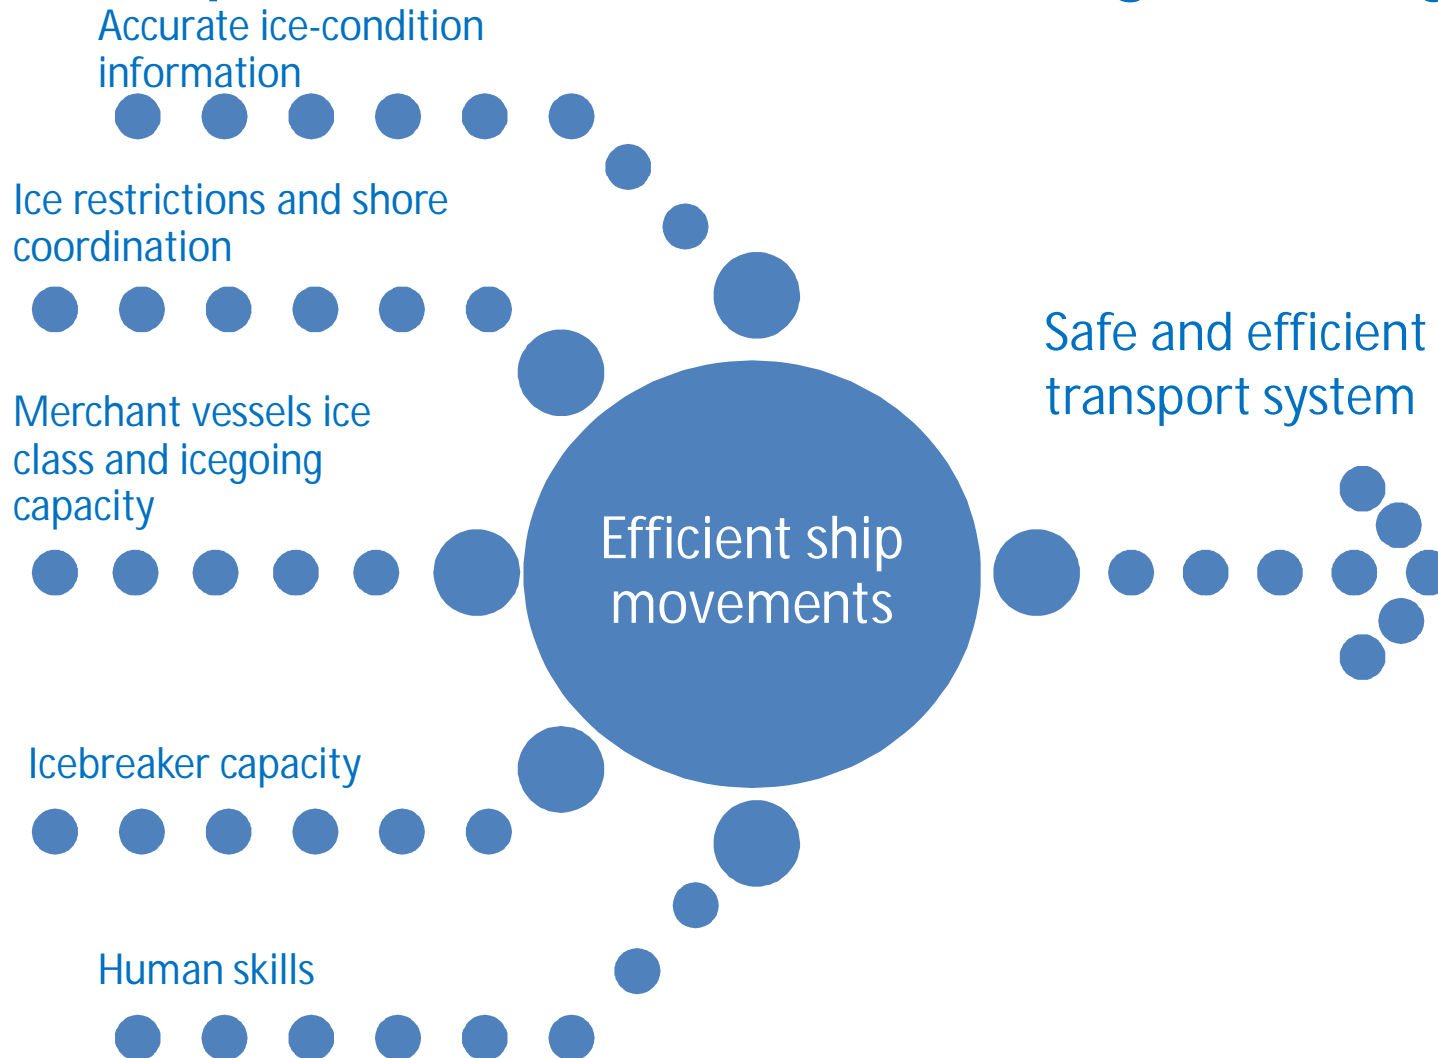 Accurate ice-condition
information
Ice restrictions and shore
coordination
Merchant vessels ice
class and icegoing
capacity
Safe and efficient
transport system
Efficient ship
movements
Icebreaker capacity
Human skills